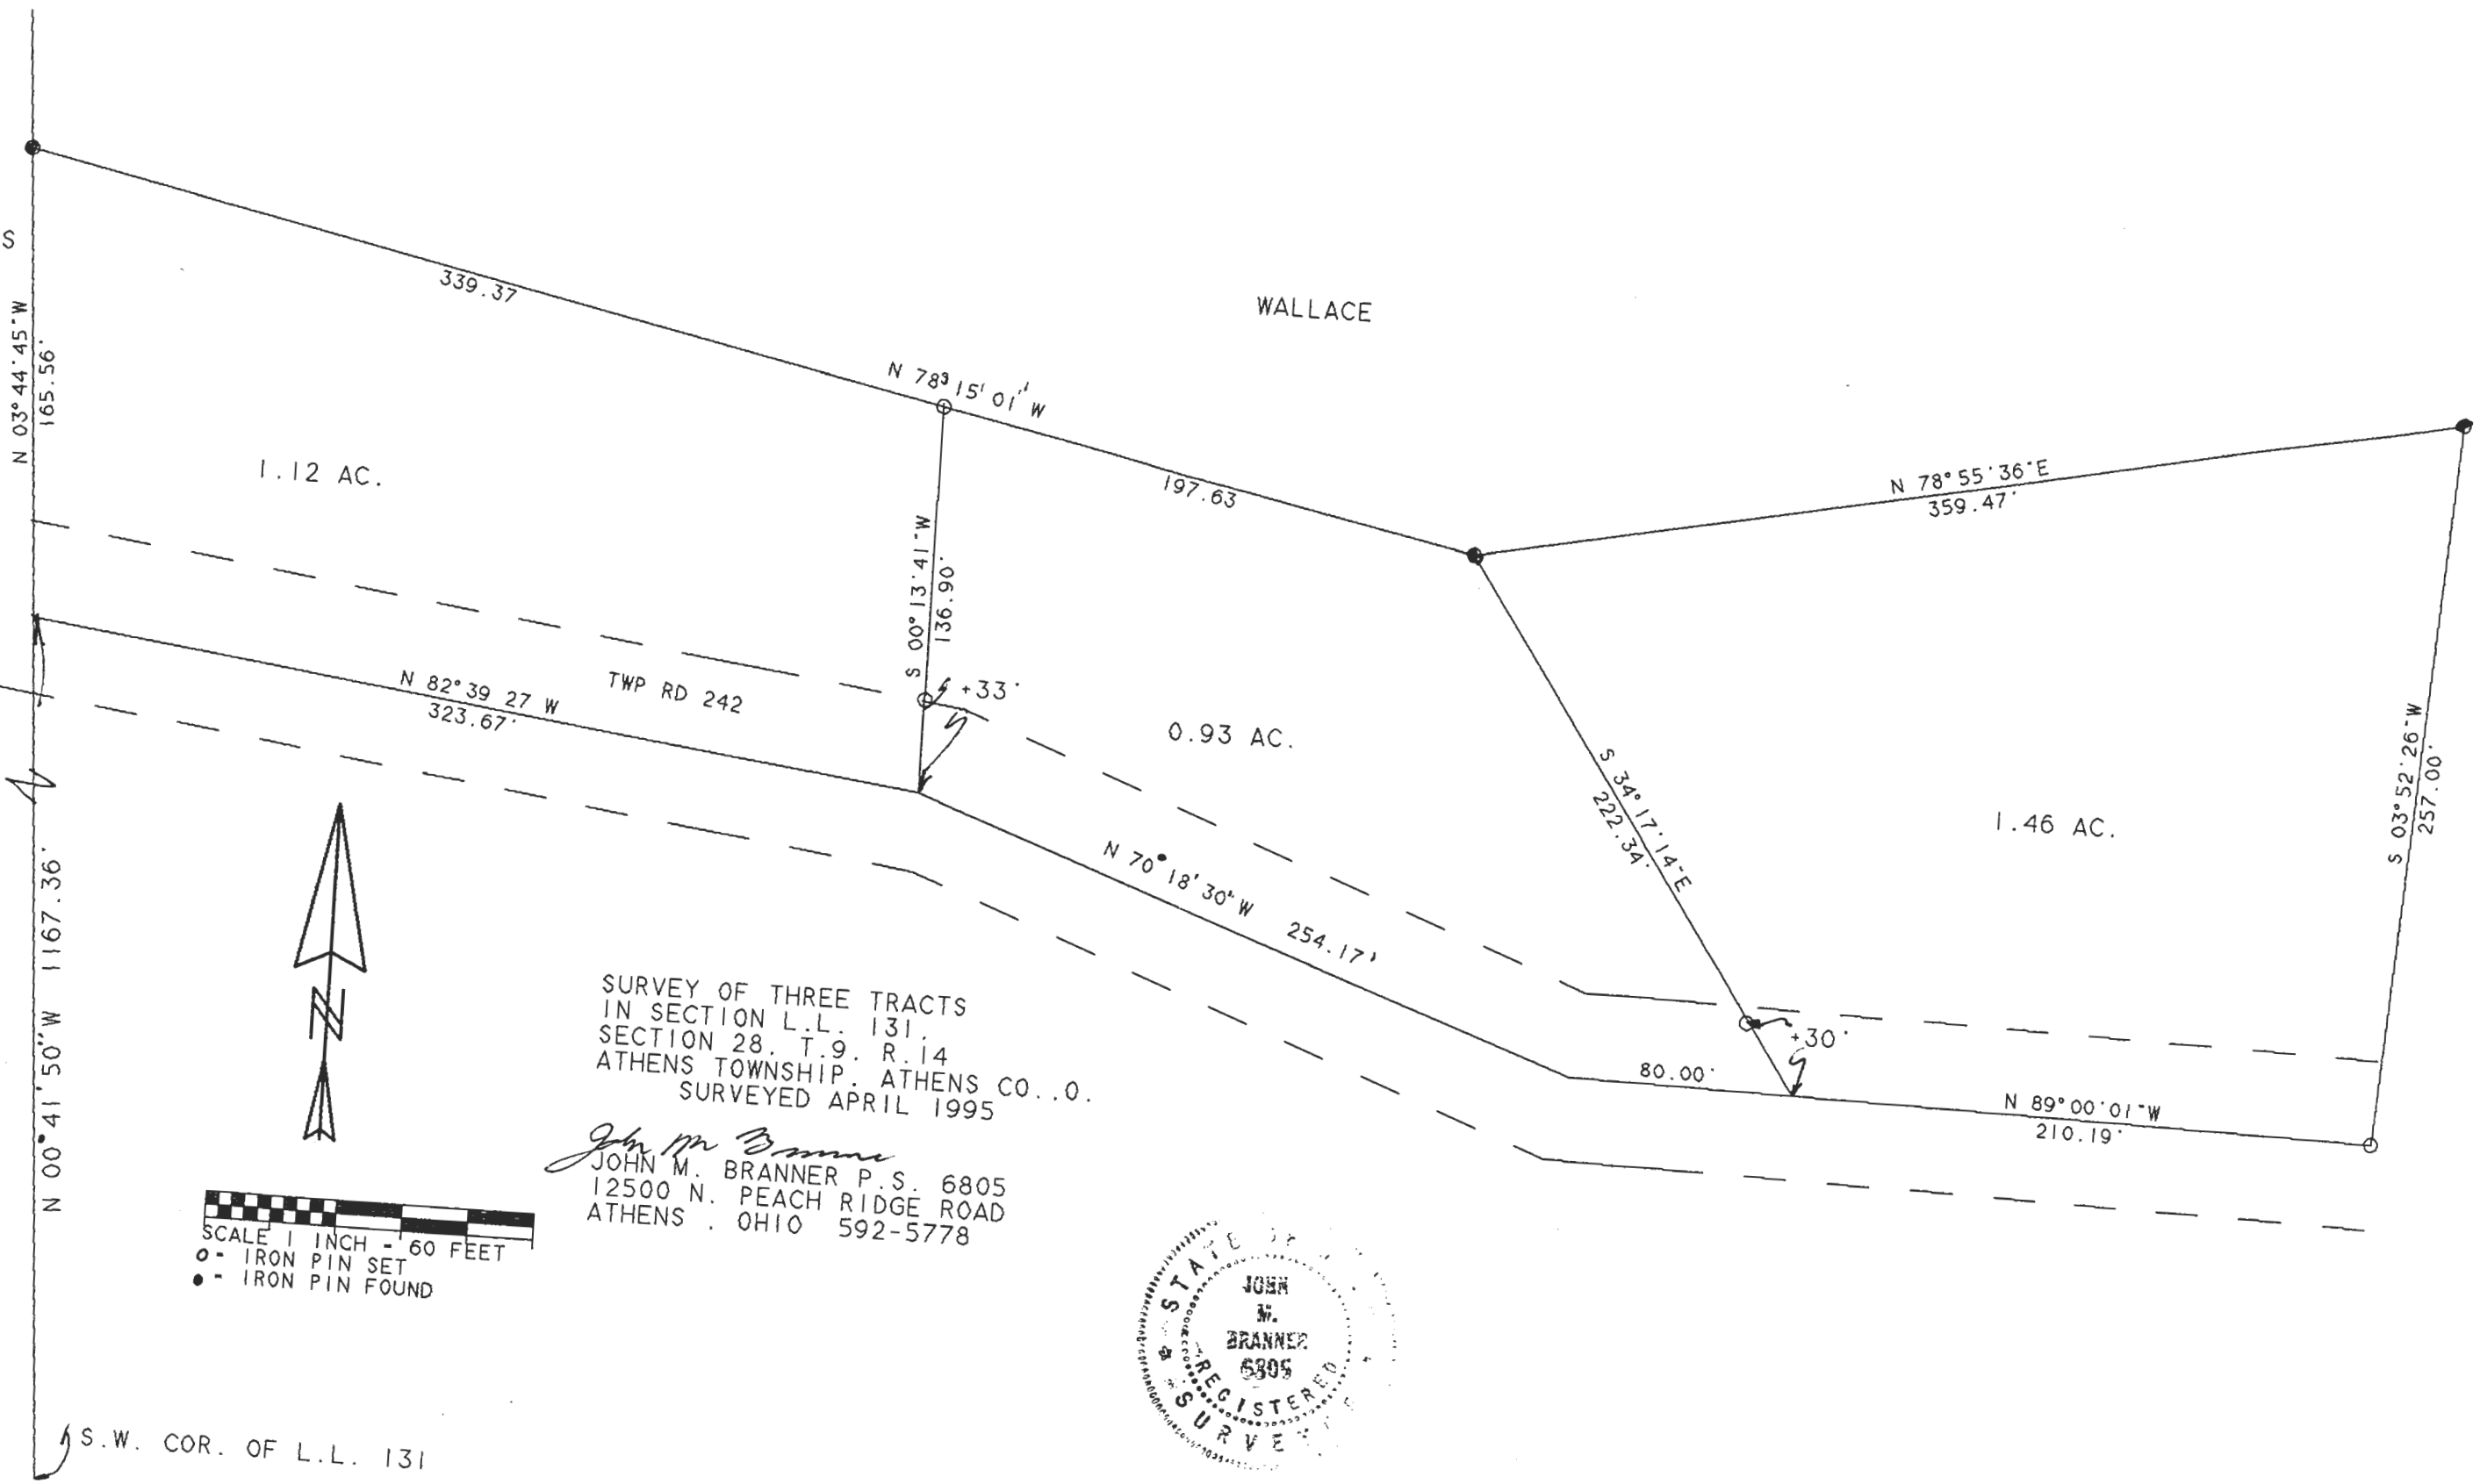 S
339.37
WALLACE
N 03° 44' 45" W
165.56'
N 78° 15' 01" W
1.12 AC.
197.63
N 78° 55' 36" E
359.47'
S 00° 13' 41" W
136.90'
N 82° 39 27 W
323.67'
TWP RD 242
+33'
0.93 AC.
S 34° 17' 14" E
222.34'
1.46 AC.
S 03° 52' 26" W
257.00'
N 70° 18' 30" W 254.17'
N 00° 41' 50" W 1167.36'
N
+30'
80.00'
N 89° 00' 01" W
210.19'
SURVEY OF THREE TRACTS
IN SECTION L.L. 131,
SECTION 28. T.9. R.14
ATHENS TOWNSHIP. ATHENS CO..O.
SURVEYED APRIL 1995
John M Branner
JOHN M. BRANNER P.S. 6805
12500 N. PEACH RIDGE ROAD
ATHENS . OHIO 592-5778
SCALE 1 INCH - 60 FEET
o - IRON PIN SET
● - IRON PIN FOUND
STATE OF
JOHN
M.
BRANNER
6805
REGISTERED
SURVE
S.W. COR. OF L.L. 131